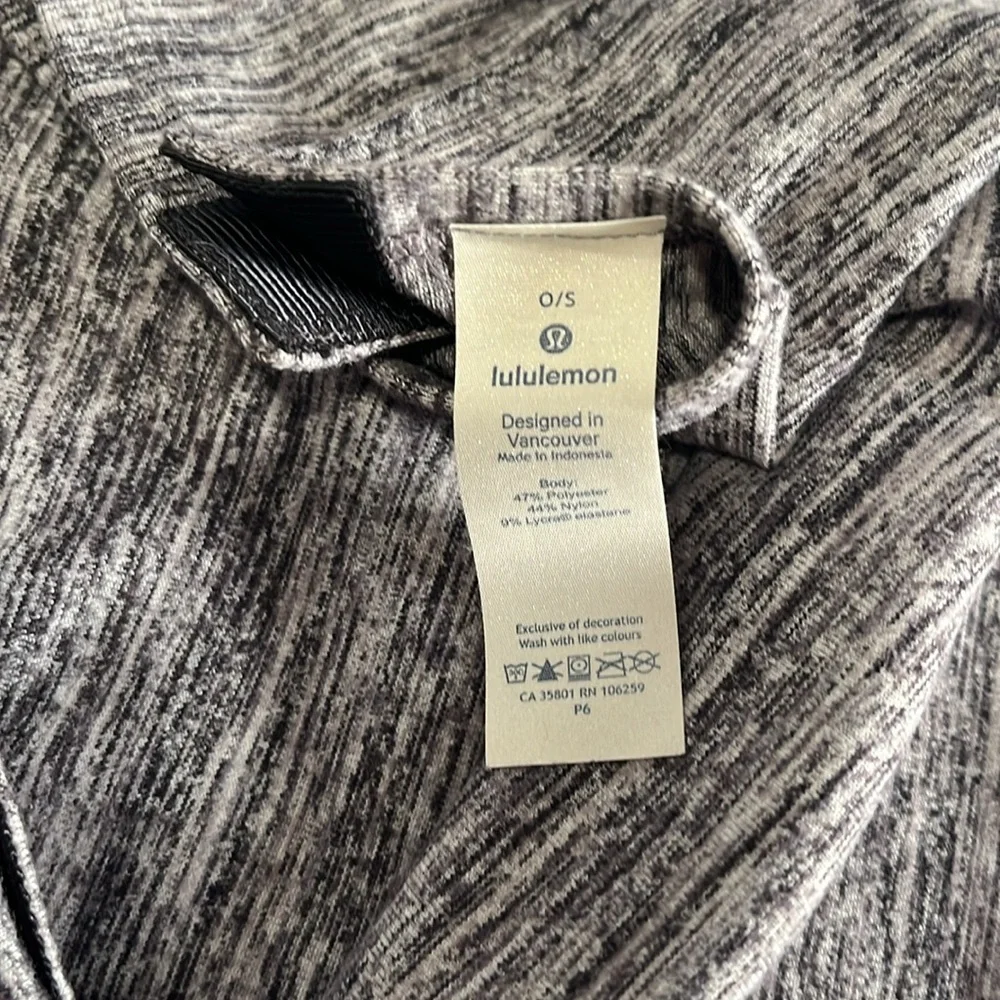 O/S
lululemon
Designed in
Vancouver
Made in Indonesia
Body:
47% Polyester
44% Nylon
9% Lycra® elastane
Exclusive of decoration
Wash with like colours
CA 35801 RN 106259
P6